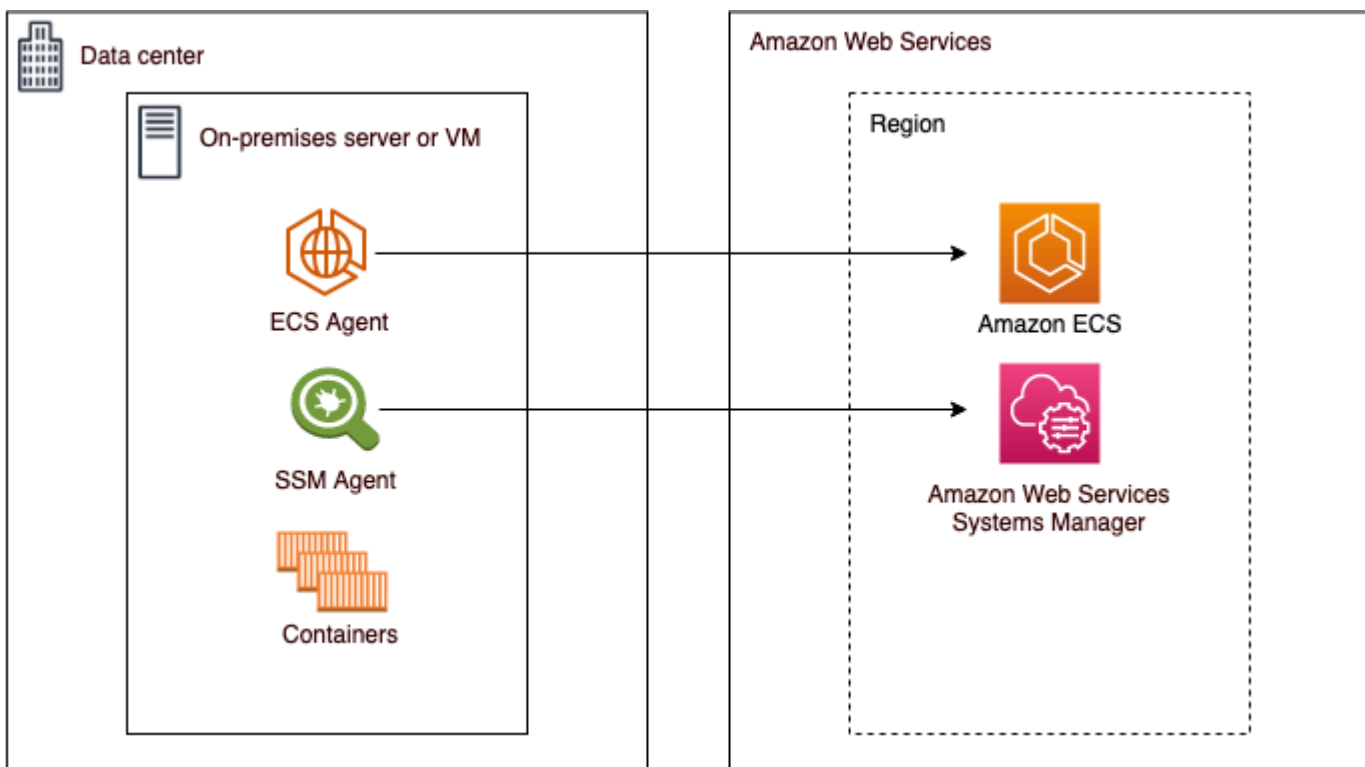 Data center
On-premises server or VM
ECS Agent
SSM Agent
Containers
Amazon Web Services
Region
Amazon ECS
Amazon Web Services
Systems Manager